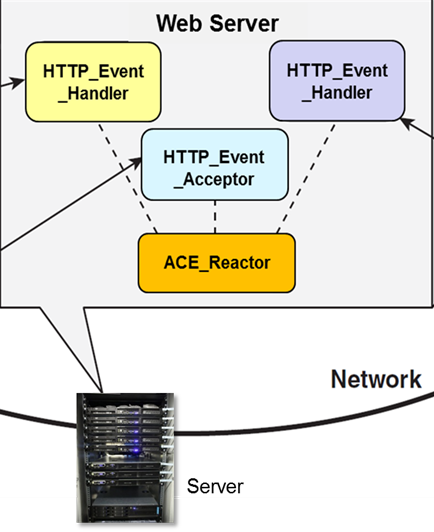 Web Server
HTTP_Event
_Handler
HTTP_Event
_Handler
HTTP_Event
_Acceptor
ACE_Reactor
Network
Server